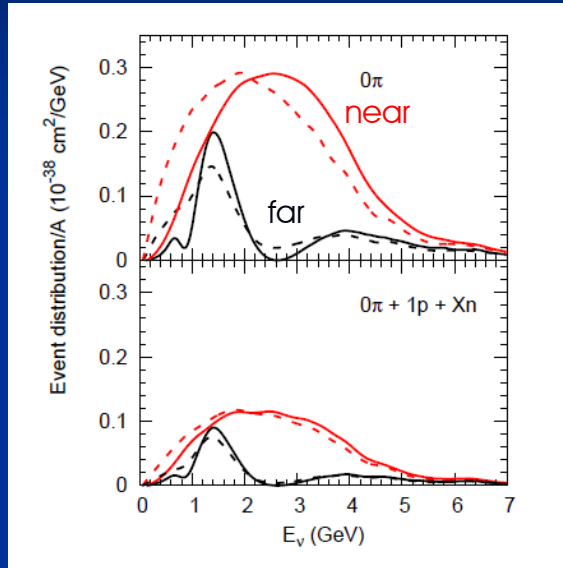 Event distribution/A (10⁻³⁸ cm²/GeV)
0.3
0.2
0.1
0
0π
near
far
0.3
0.2
0.1
0
0π + 1p + Xn
0 1 2 3 4 5 6 7
Eᵥ (GeV)